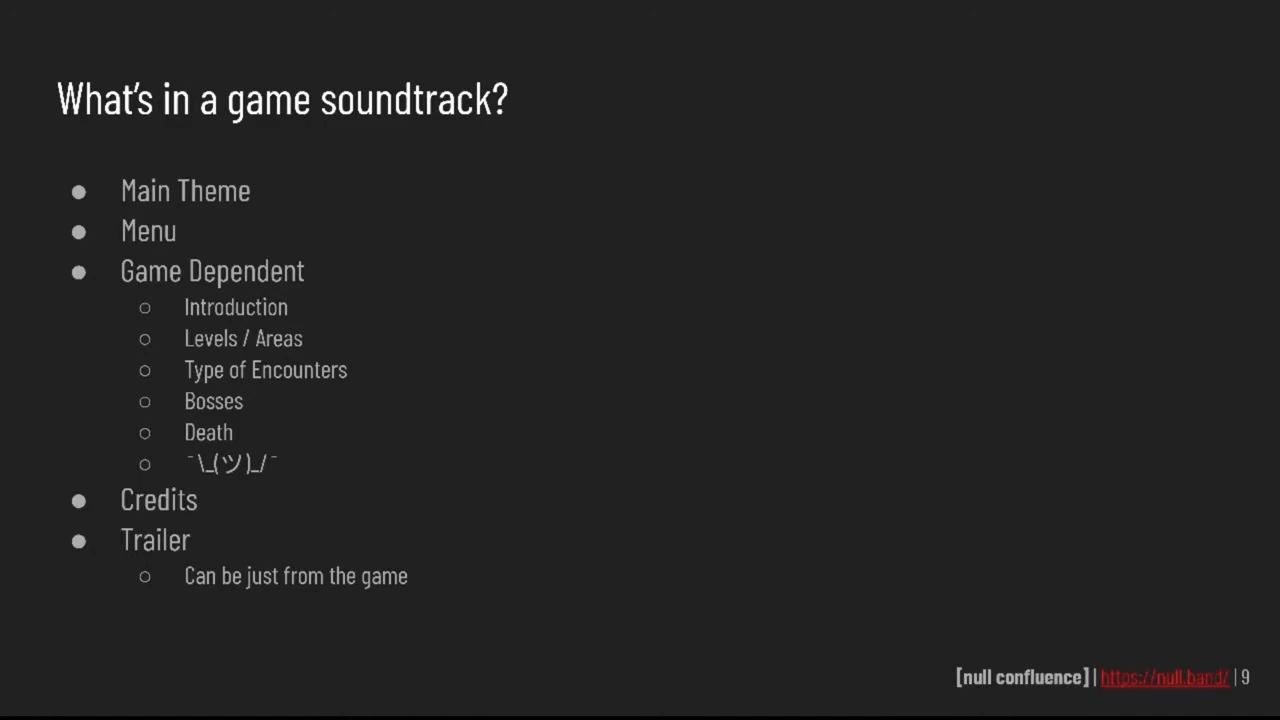 What's in a game soundtrack?
● Main Theme
● Menu
● Game Dependent
○ Introduction
○ Levels / Areas
○ Type of Encounters
○ Bosses
○ Death
○ ¯\_(ツ)_/¯
● Credits
● Trailer
○ Can be just from the game
[null confluence] | https://null.band/ | 9